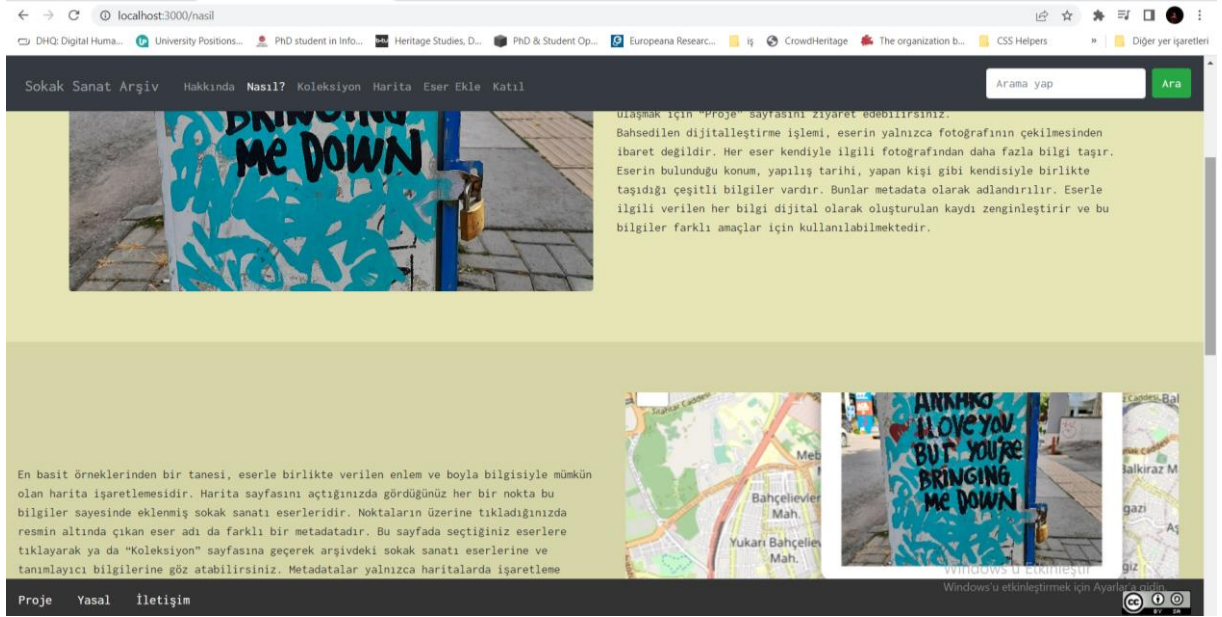 localhost:3000/nasil
DHQ: Digital Huma...
University Positions...
PhD student in Info...
Heritage Studies, D...
PhD & Student Op...
Europeana Researc...
iş
CrowdHeritage
The organization b...
CSS Helpers
»
Diğer yer işaretleri
Sokak Sanat Arşiv
Hakkında
Nasıl?
Koleksiyon
Harita
Eser Ekle
Katıl
Arama yap
Ara
BRINGING
ME DOWN
ulaşmak için “Proje” sayfasını ziyaret edebilirsiniz.
Bahsedilen dijitalleştirme işlemi, eserin yalnızca fotoğrafının çekilmesinden
ibaret değildir. Her eser kendiyle ilgili fotoğrafından daha fazla bilgi taşır.
Eserin bulunduğu konum, yapılış tarihi, yapan kişi gibi kendisiyle birlikte
taşıdığı çeşitli bilgiler vardır. Bunlar metadata olarak adlandırılır. Eserle
ilgili verilen her bilgi dijital olarak oluşturulan kaydı zenginleştirir ve bu
bilgiler farklı amaçlar için kullanılabilmektedir.
En basit örneklerinden bir tanesi, eserle birlikte verilen enlem ve boyla bilgisiyle mümkün
olan harita işaretlemesidir. Harita sayfasını açtığınızda gördüğünüz her bir nokta bu
bilgiler sayesinde eklenmiş sokak sanatı eserleridir. Noktaların üzerine tıkladığınızda
resmin altında çıkan eser adı da farklı bir metadatadır. Bu sayfada seçtiğiniz eserlere
tıklayarak ya da “Koleksiyon” sayfasına geçerek arşivdeki sokak sanatı eserlerine ve
tanımlayıcı bilgilerine göz atabilirsiniz. Metadatalar yalnızca haritalarda işaretleme
Meb
Bahçelievler
Mah.
Yukarı Bahçelie
Mah.
I LOVE YOU
BUT YOU'RE
BRINGING
ME DOWN
Balkiraz M
gazi
giz
Windows'u Etkinleştir
Windows'u etkinleştirmek için Ayarlar'a gidin.
Proje
Yasal
İletişim
cc
BY SA